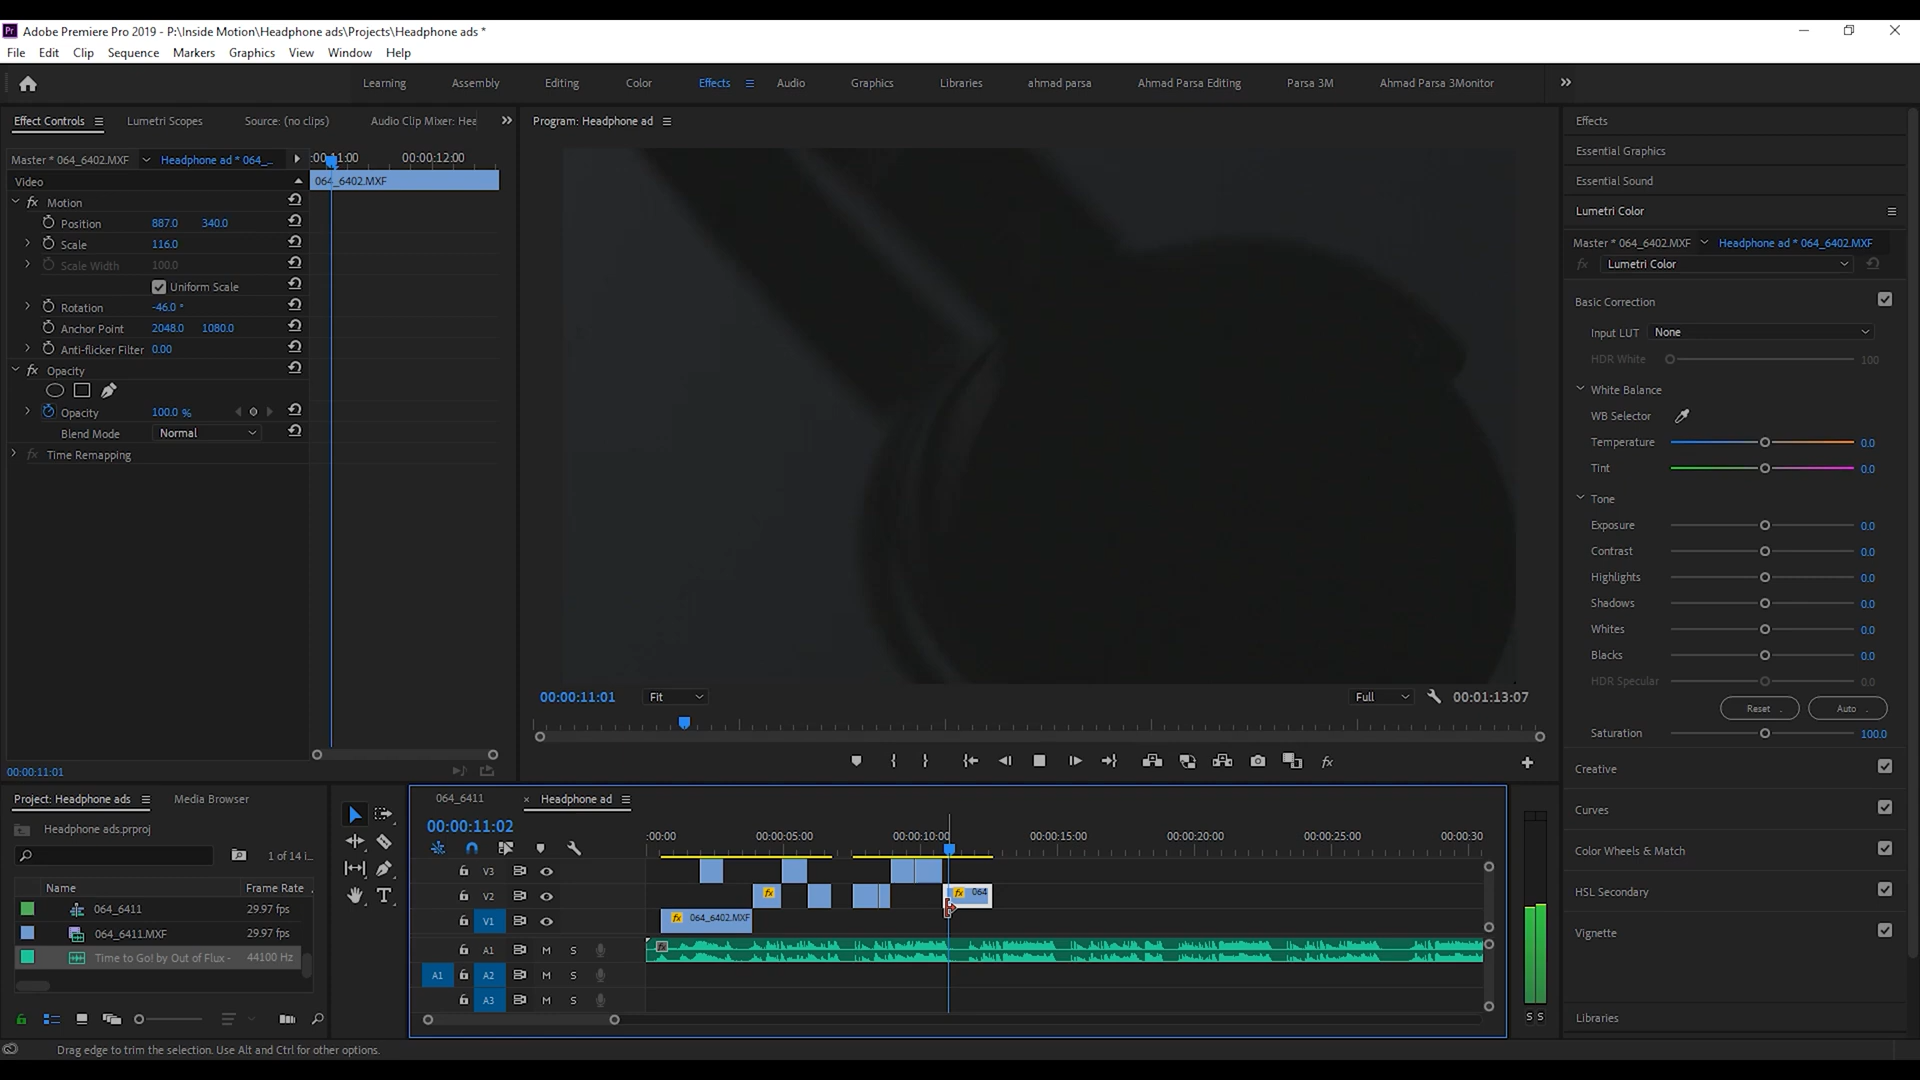 Adobe Premiere Pro 2019 - P:\Inside Motion\Headphone ads\Projects\Headphone ads *
File Edit Clip Sequence Markers Graphics View Window Help
Learning Assembly Editing Color Effects Audio Graphics Libraries ahmad parsa Ahmad Parsa Editing Parsa 3M Ahmad Parsa 3Monitor
Effect Controls Lumetri Scopes Source: (no clips) Audio Clip Mixer: Hea
Program: Headphone ad
Master * 064_6402.MXF Headphone ad * 064_... :00:11:00 00:00:12:00
Video 064_6402.MXF
Motion
Position 887.0 340.0
Scale 116.0
Scale Width 100.0
Uniform Scale
Rotation -46.0 °
Anchor Point 2048.0 1080.0
Anti-flicker Filter 0.00
Opacity
Opacity 100.0 %
Blend Mode Normal
Time Remapping
00:00:11:01
00:00:11:01 Fit Full 00:01:13:07
Effects
Essential Graphics
Essential Sound
Lumetri Color
Master * 064_6402.MXF Headphone ad * 064_6402.MXF
fx Lumetri Color
Basic Correction
Input LUT None
HDR White 100
White Balance
WB Selector
Temperature 0.0
Tint 0.0
Tone
Exposure 0.0
Contrast 0.0
Highlights 0.0
Shadows 0.0
Whites 0.0
Blacks 0.0
HDR Specular 0.0
Reset Auto
Saturation 100.0
Creative
Curves
Color Wheels & Match
HSL Secondary
Vignette
Libraries
Project: Headphone ads Media Browser
Headphone ads.prproj
1 of 14 i...
Name Frame Rate
064_6411 29.97 fps
064_6411.MXF 29.97 fps
Time to Go! by Out of Flux - 44100 Hz
064_6411 × Headphone ad
00:00:11:02
:00:00 00:00:05:00 00:00:10:00 00:00:15:00 00:00:20:00 00:00:25:00 00:00:30
V3
V2 fx fx 064
V1 fx 064_6402.MXF
A1 M S fx
A1 A2 M S
A3 M S
S S
Drag edge to trim the selection. Use Alt and Ctrl for other options.